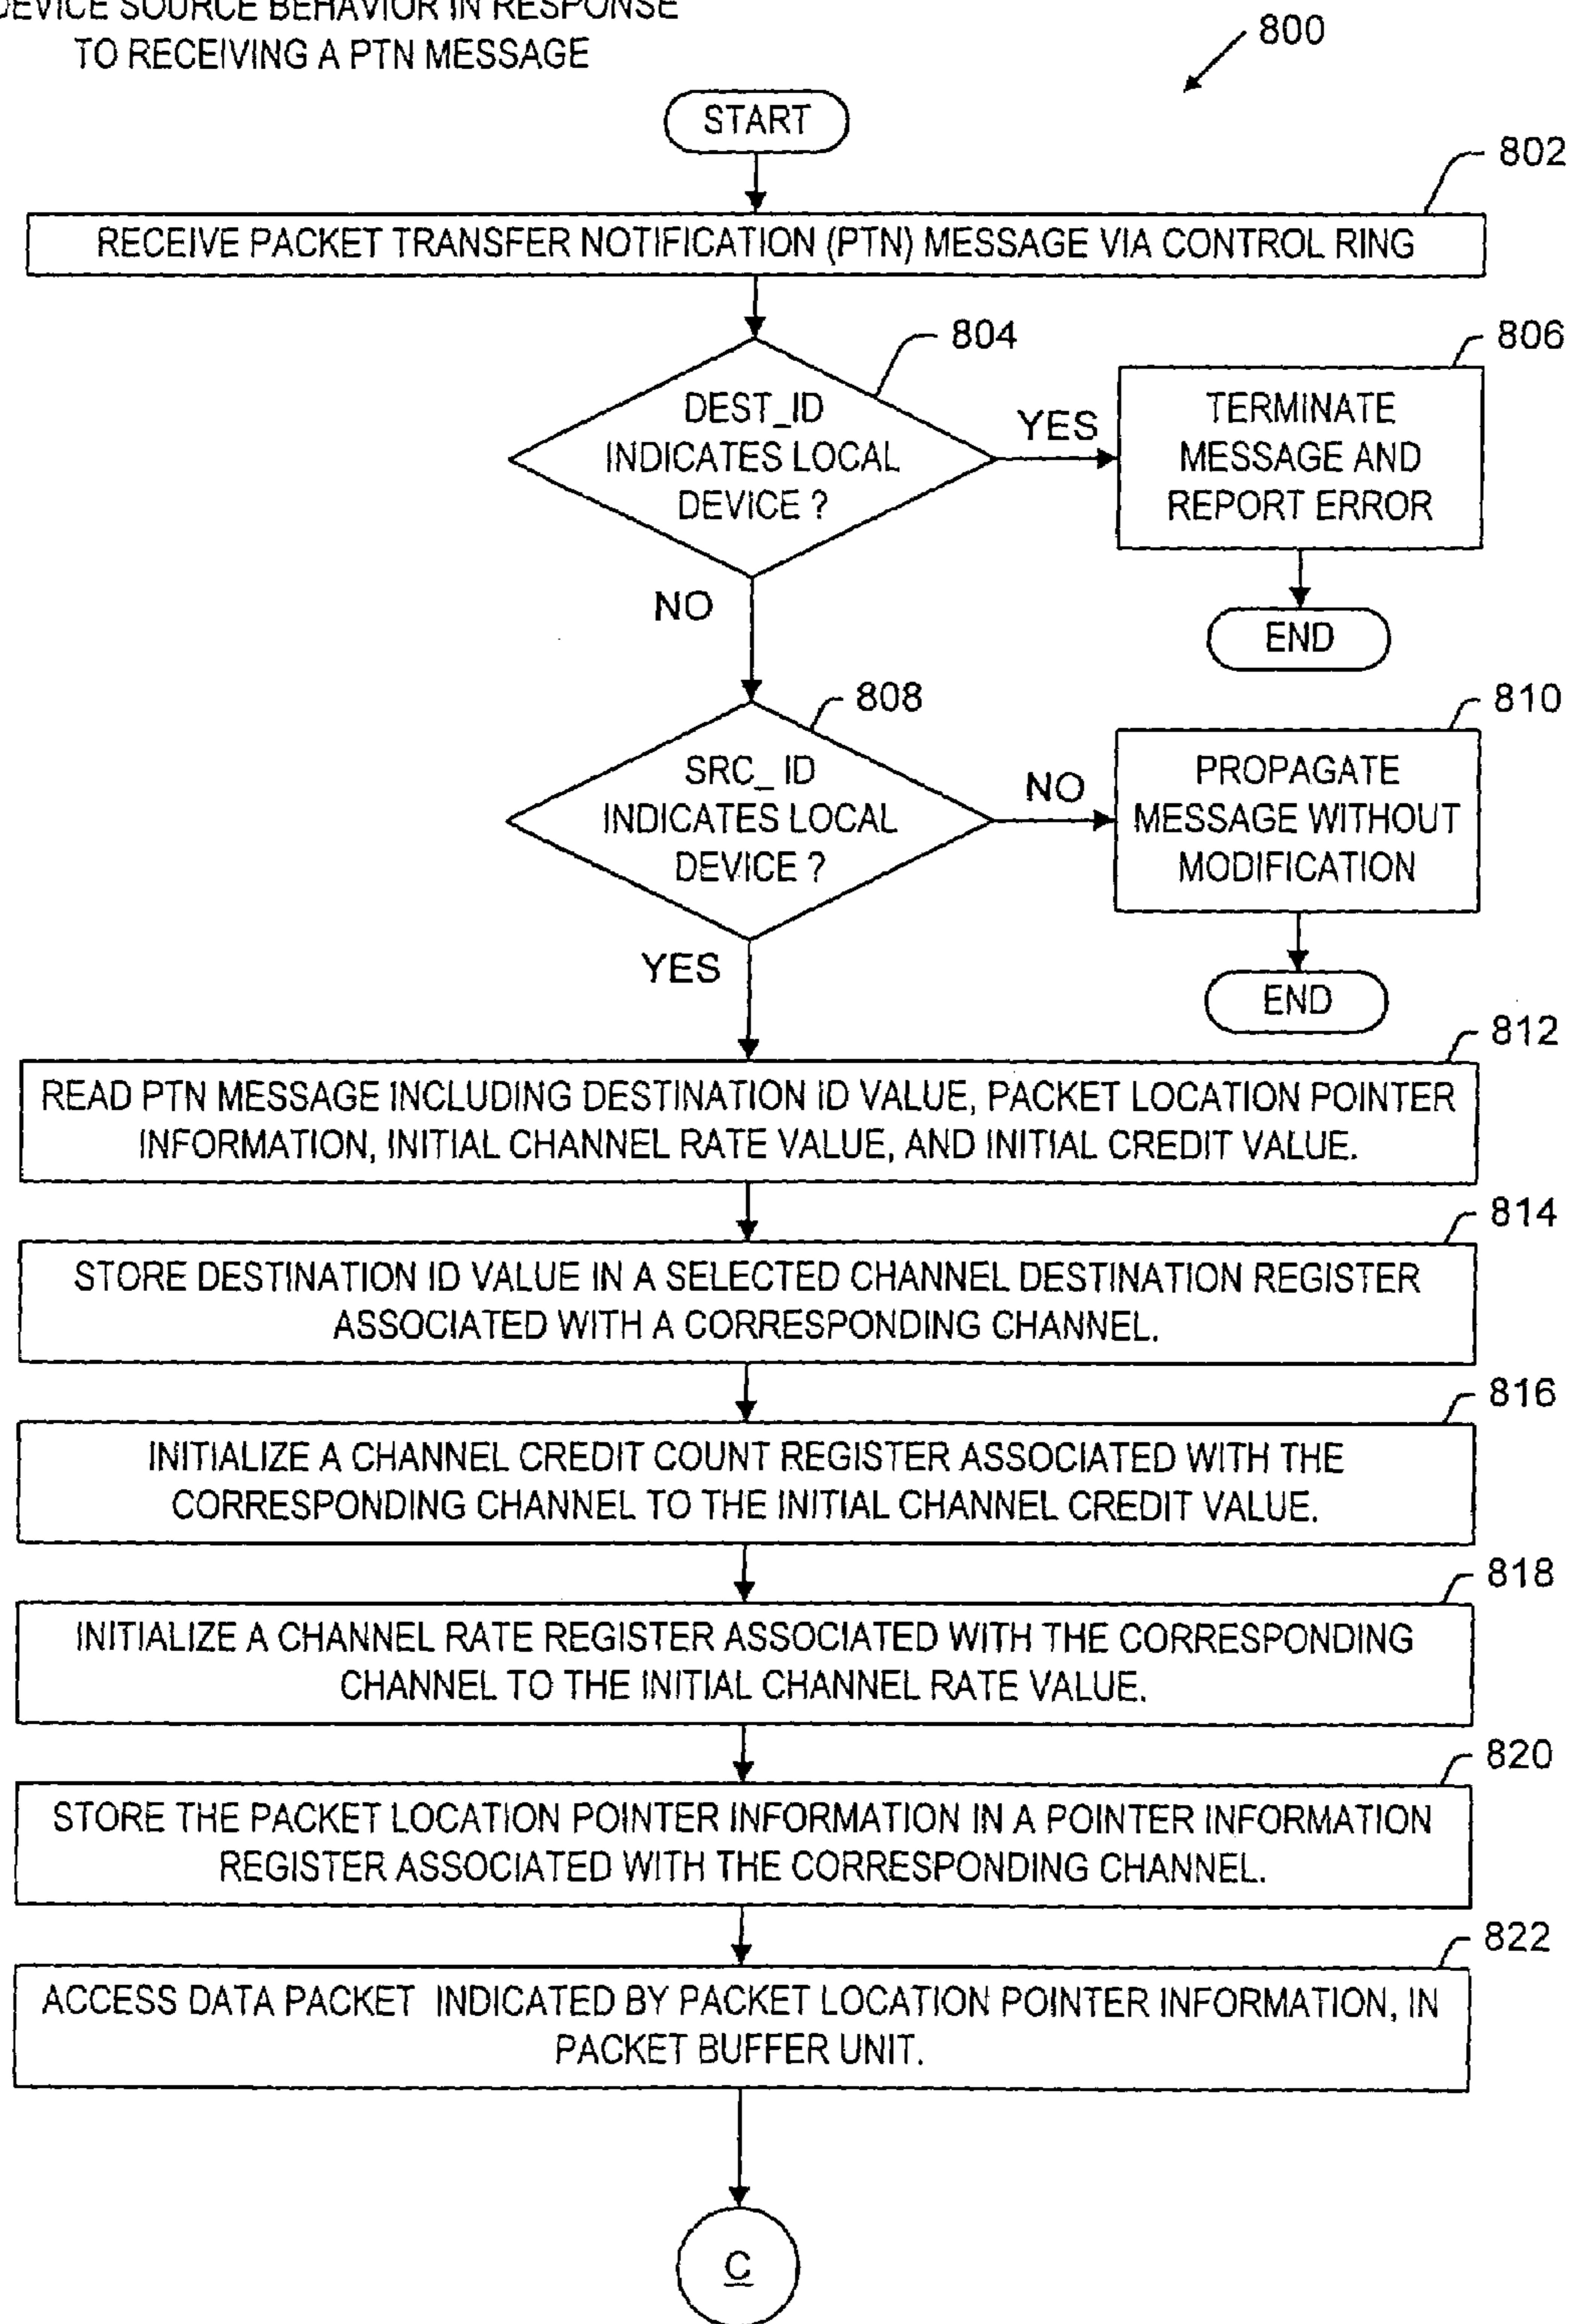 DEVICE SOURCE BEHAVIOR IN RESPONSE
TO RECEIVING A PTN MESSAGE
800
START
802
RECEIVE PACKET TRANSFER NOTIFICATION (PTN) MESSAGE VIA CONTROL RING
804
DEST_ID
INDICATES LOCAL
DEVICE ?
YES
806
TERMINATE
MESSAGE AND
REPORT ERROR
END
NO
808
SRC_ ID
INDICATES LOCAL
DEVICE ?
NO
810
PROPAGATE
MESSAGE WITHOUT
MODIFICATION
END
YES
812
READ PTN MESSAGE INCLUDING DESTINATION ID VALUE, PACKET LOCATION POINTER
INFORMATION, INITIAL CHANNEL RATE VALUE, AND INITIAL CREDIT VALUE.
814
STORE DESTINATION ID VALUE IN A SELECTED CHANNEL DESTINATION REGISTER
ASSOCIATED WITH A CORRESPONDING CHANNEL.
816
INITIALIZE A CHANNEL CREDIT COUNT REGISTER ASSOCIATED WITH THE
CORRESPONDING CHANNEL TO THE INITIAL CHANNEL CREDIT VALUE.
818
INITIALIZE A CHANNEL RATE REGISTER ASSOCIATED WITH THE CORRESPONDING
CHANNEL TO THE INITIAL CHANNEL RATE VALUE.
820
STORE THE PACKET LOCATION POINTER INFORMATION IN A POINTER INFORMATION
REGISTER ASSOCIATED WITH THE CORRESPONDING CHANNEL.
822
ACCESS DATA PACKET INDICATED BY PACKET LOCATION POINTER INFORMATION, IN
PACKET BUFFER UNIT.
C